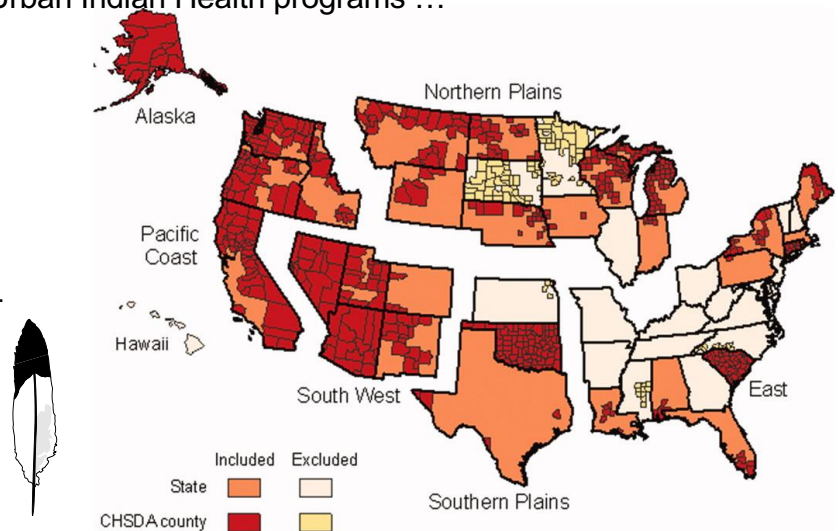 Urban Indian Health programs ...
Northern Plains
Alaska
Pacific
Coast
Hawaii
South West
East
Southern Plains
Included Excluded
State
CHSDA county